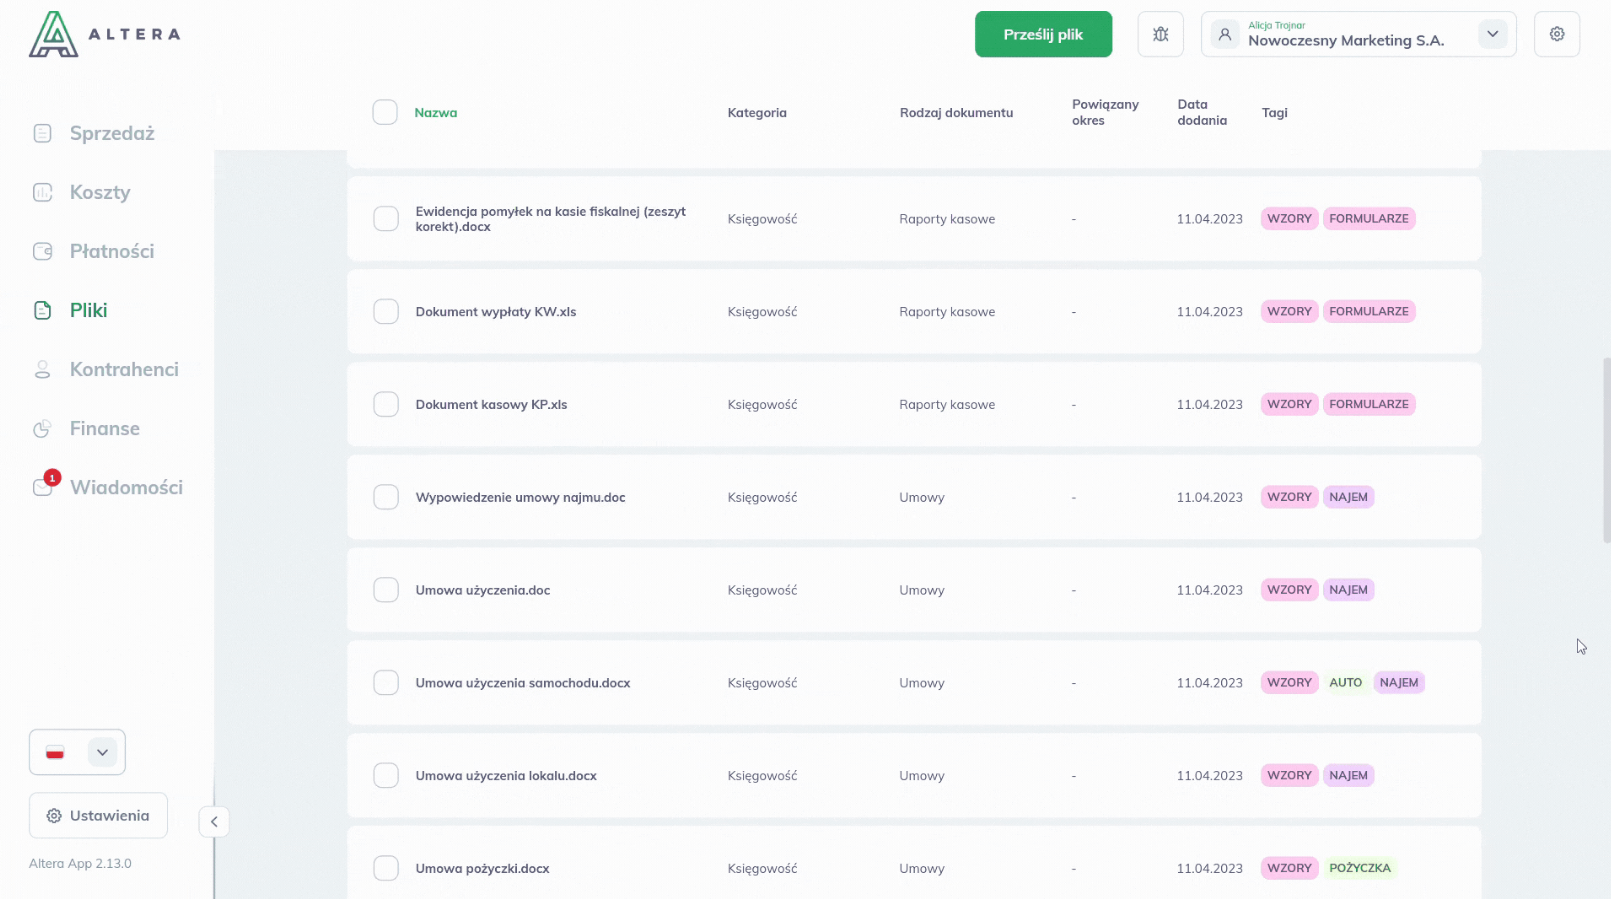 ALTERA
Prześlij plik
Alicja Trojnar
Nowoczesny Marketing S.A.
Sprzedaż
Koszty
Płatności
Pliki
Kontrahenci
Finanse
1
Wiadomości
Ustawienia
Altera App 2.13.0
Nazwa
Kategoria
Rodzaj dokumentu
Powiązany
okres
Data
dodania
Tagi
Ewidencja pomyłek na kasie fiskalnej (zeszyt
korekt).docx
Księgowość
Raporty kasowe
-
11.04.2023
WZORY FORMULARZE
Dokument wypłaty KW.xls
Księgowość
Raporty kasowe
-
11.04.2023
WZORY FORMULARZE
Dokument kasowy KP.xls
Księgowość
Raporty kasowe
-
11.04.2023
WZORY FORMULARZE
Wypowiedzenie umowy najmu.doc
Księgowość
Umowy
-
11.04.2023
WZORY NAJEM
Umowa użyczenia.doc
Księgowość
Umowy
-
11.04.2023
WZORY NAJEM
Umowa użyczenia samochodu.docx
Księgowość
Umowy
-
11.04.2023
WZORY AUTO NAJEM
Umowa użyczenia lokalu.docx
Księgowość
Umowy
-
11.04.2023
WZORY NAJEM
Umowa pożyczki.docx
Księgowość
Umowy
-
11.04.2023
WZORY POŻYCZKA